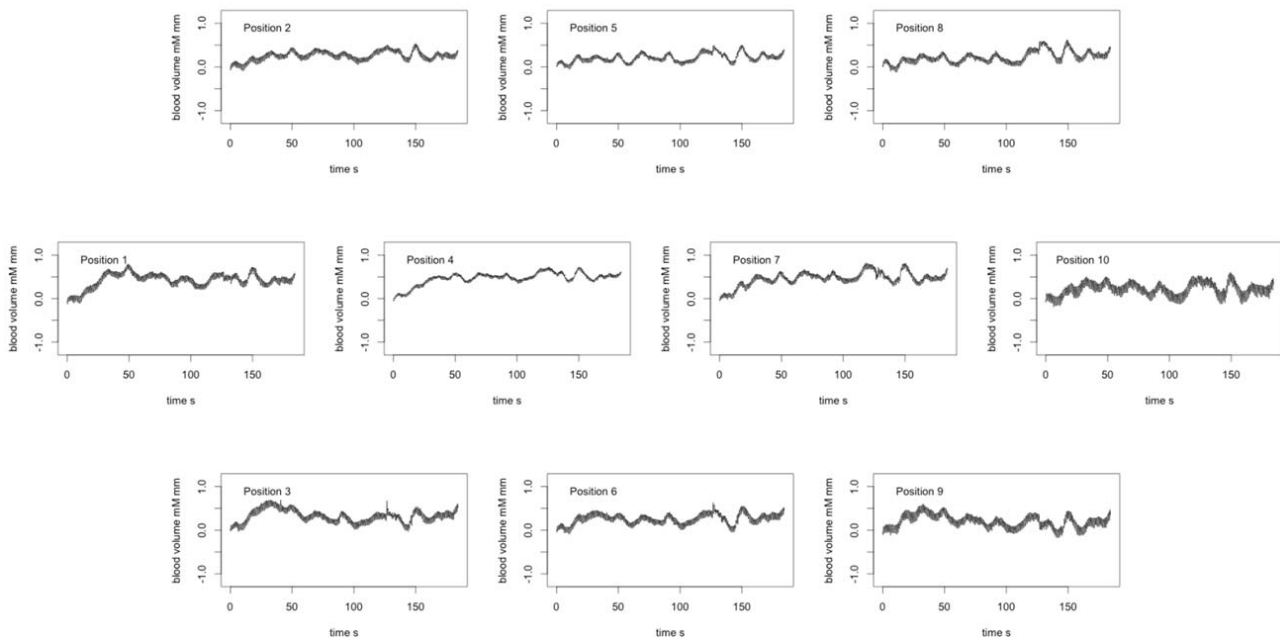 Position 2
blood volume mM mm
1.0
0.0
-1.0
0 50 100 150
time s
Position 5
blood volume mM mm
1.0
0.0
-1.0
0 50 100 150
time s
Position 8
blood volume mM mm
1.0
0.0
-1.0
0 50 100 150
time s
Position 1
blood volume mM mm
1.0
0.0
-1.0
0 50 100 150
time s
Position 4
blood volume mM mm
1.0
0.0
-1.0
0 50 100 150
time s
Position 7
blood volume mM mm
1.0
0.0
-1.0
0 50 100 150
time s
Position 10
blood volume mM mm
1.0
0.0
-1.0
0 50 100 150
time s
Position 3
blood volume mM mm
1.0
0.0
-1.0
0 50 100 150
time s
Position 6
blood volume mM mm
1.0
0.0
-1.0
0 50 100 150
time s
Position 9
blood volume mM mm
1.0
0.0
-1.0
0 50 100 150
time s